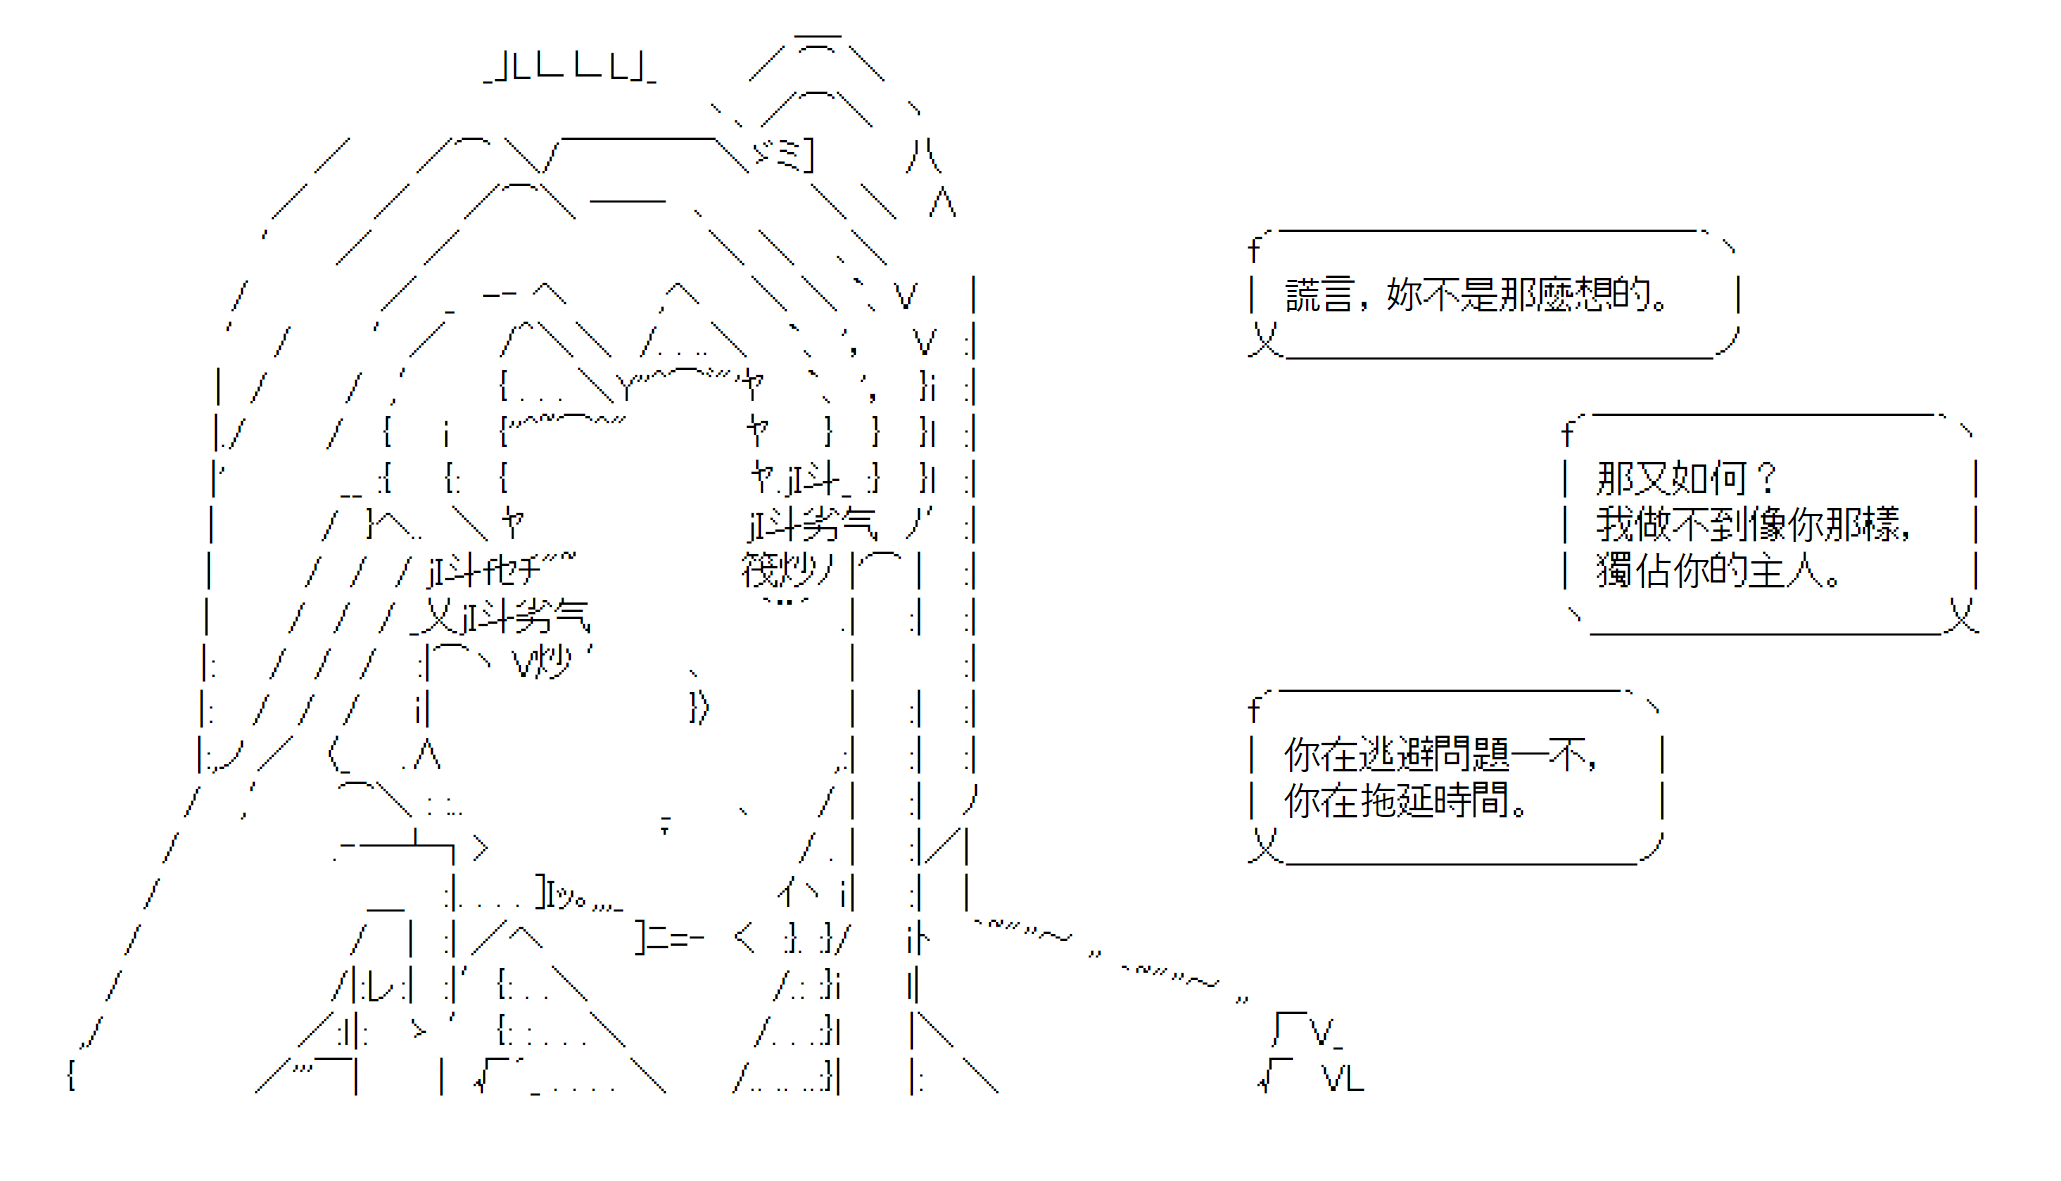 謊言，妳不是那麼想的。
那又如何？
我做不到像你那樣，
獨佔你的主人。
你在逃避問題一不，
你在拖延時間。